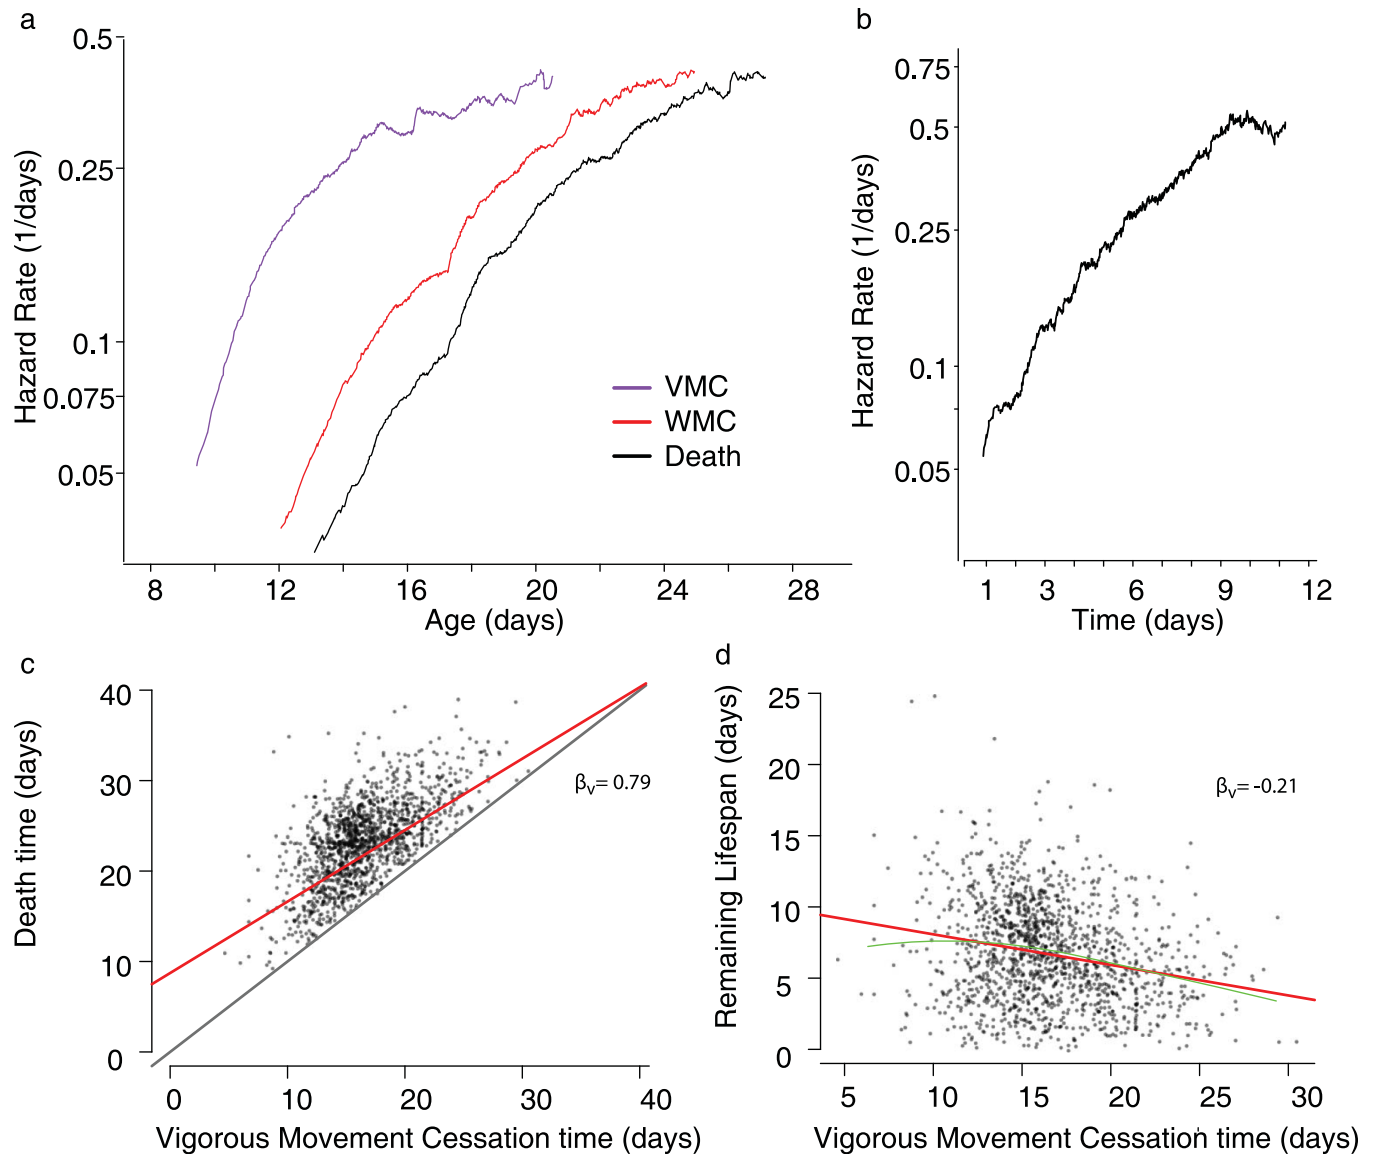 a
Hazard Rate (1/days)
0.5
0.25
0.1
0.075
0.05
VMC
WMC
Death
8 12 16 20 24 28
Age (days)
b
Hazard Rate (1/days)
0.75
0.5
0.25
0.1
0.05
1 3 6 9 12
Time (days)
c
Death time (days)
40
30
20
10
0
βv= 0.79
0 10 20 30 40
Vigorous Movement Cessation time (days)
d
Remaining Lifespan (days)
25
20
15
10
5
0
βv= -0.21
5 10 15 20 25 30
Vigorous Movement Cessation time (days)